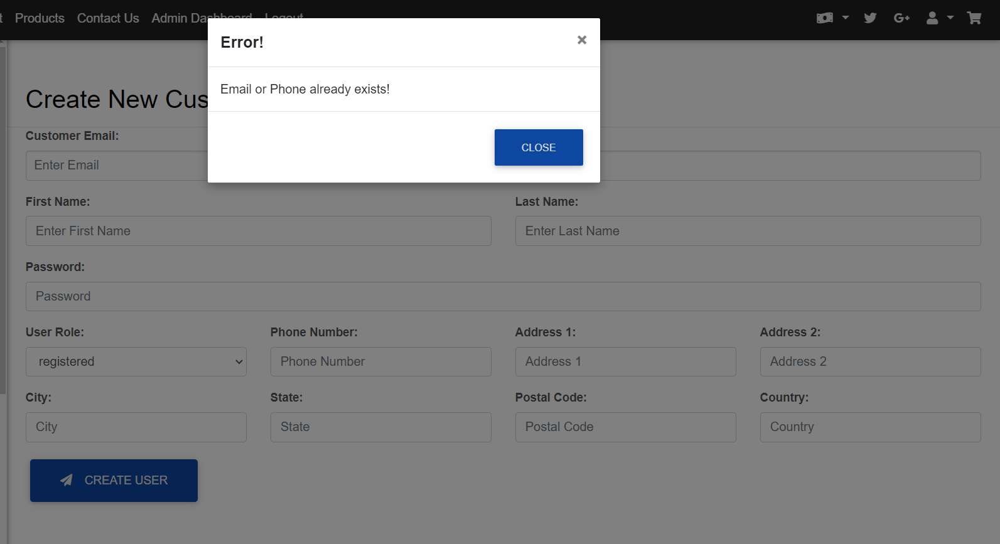 t Products Contact Us Admin Dashboard Logout G+
Error! ×
Email or Phone already exists!
CLOSE
Create New Cus
Customer Email:
Enter Email
First Name: Last Name:
Enter First Name Enter Last Name
Password:
Password
User Role: Phone Number: Address 1: Address 2:
registered Phone Number Address 1 Address 2
City: State: Postal Code: Country:
City State Postal Code Country
CREATE USER